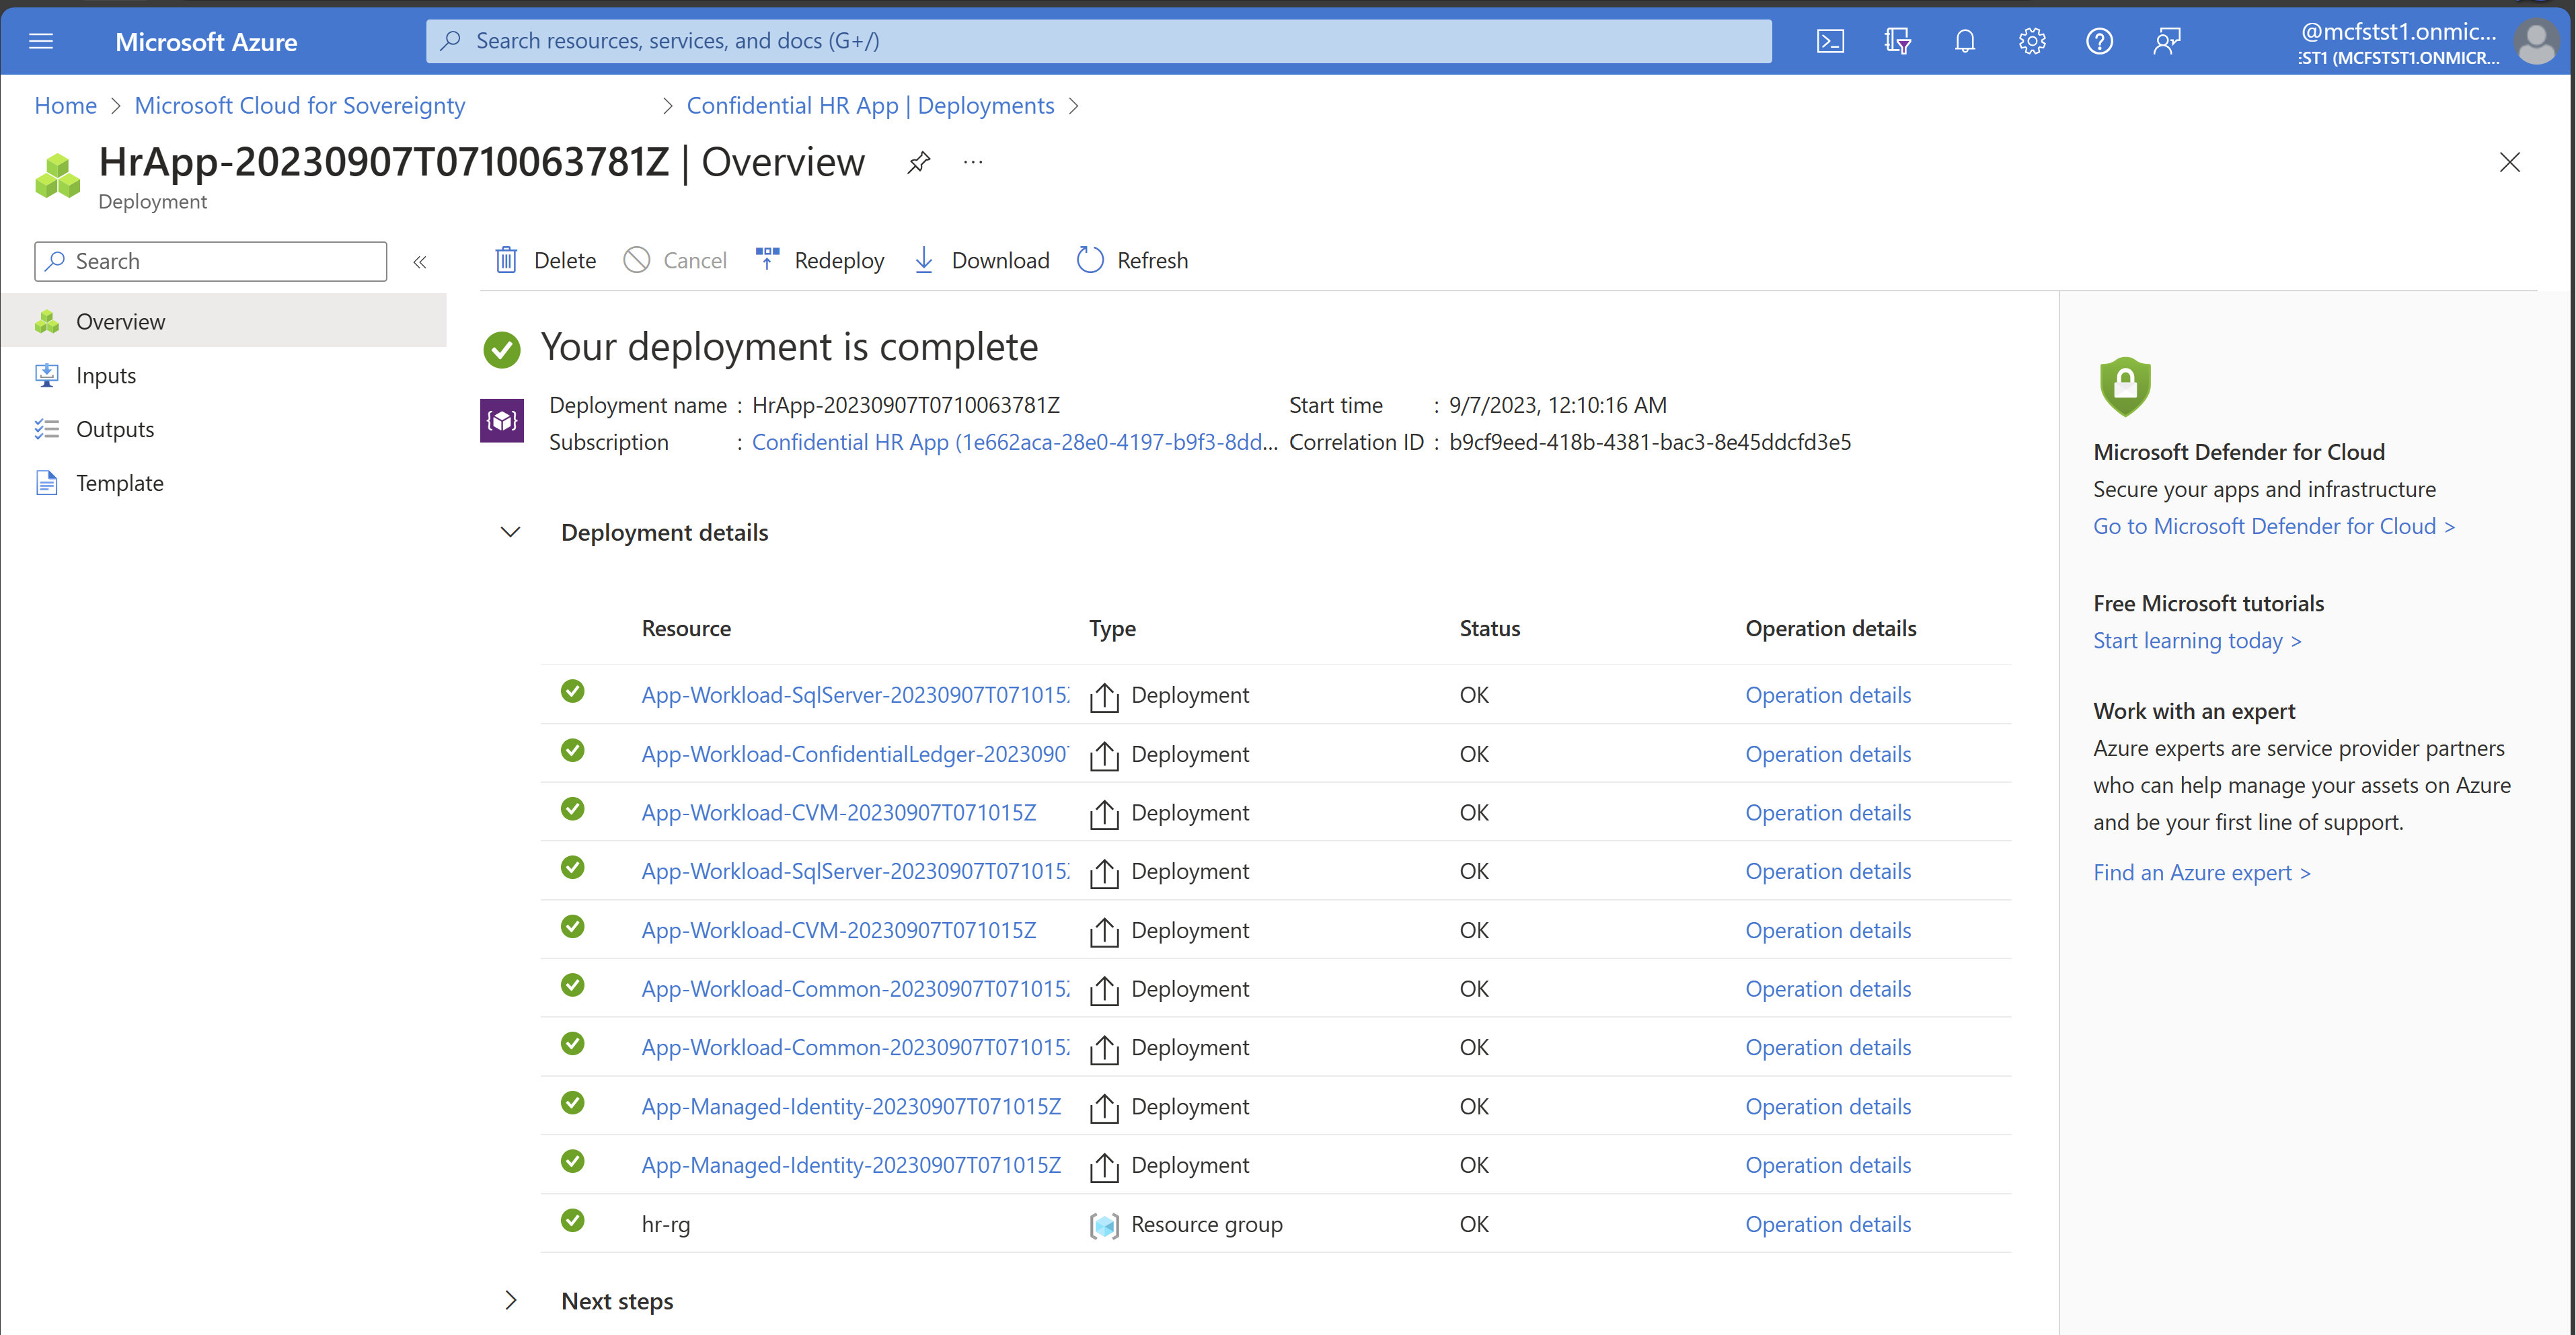 Microsoft Azure
Search resources, services, and docs (G+/)
@mcfstst1.onmic...
EST1 (MCFSTST1.ONMICR...
Home > Microsoft Cloud for Sovereignty > Confidential HR App | Deployments >
HrApp-20230907T0710063781Z | Overview
Deployment
Search
«
Delete
Cancel
Redeploy
Download
Refresh
Overview
Inputs
Outputs
Template
Your deployment is complete
Deployment name : HrApp-20230907T0710063781Z
Subscription : Confidential HR App (1e662aca-28e0-4197-b9f3-8dd...
Start time : 9/7/2023, 12:10:16 AM
Correlation ID : b9cf9eed-418b-4381-bac3-8e45ddcfd3e5
Deployment details
Resource Type Status Operation details
App-Workload-SqlServer-20230907T071015Z Deployment OK Operation details
App-Workload-ConfidentialLedger-2023090 Deployment OK Operation details
App-Workload-CVM-20230907T071015Z Deployment OK Operation details
App-Workload-SqlServer-20230907T071015Z Deployment OK Operation details
App-Workload-CVM-20230907T071015Z Deployment OK Operation details
App-Workload-Common-20230907T071015Z Deployment OK Operation details
App-Workload-Common-20230907T071015Z Deployment OK Operation details
App-Managed-Identity-20230907T071015Z Deployment OK Operation details
App-Managed-Identity-20230907T071015Z Deployment OK Operation details
hr-rg Resource group OK Operation details
Next steps
Microsoft Defender for Cloud
Secure your apps and infrastructure
Go to Microsoft Defender for Cloud >
Free Microsoft tutorials
Start learning today >
Work with an expert
Azure experts are service provider partners
who can help manage your assets on Azure
and be your first line of support.
Find an Azure expert >